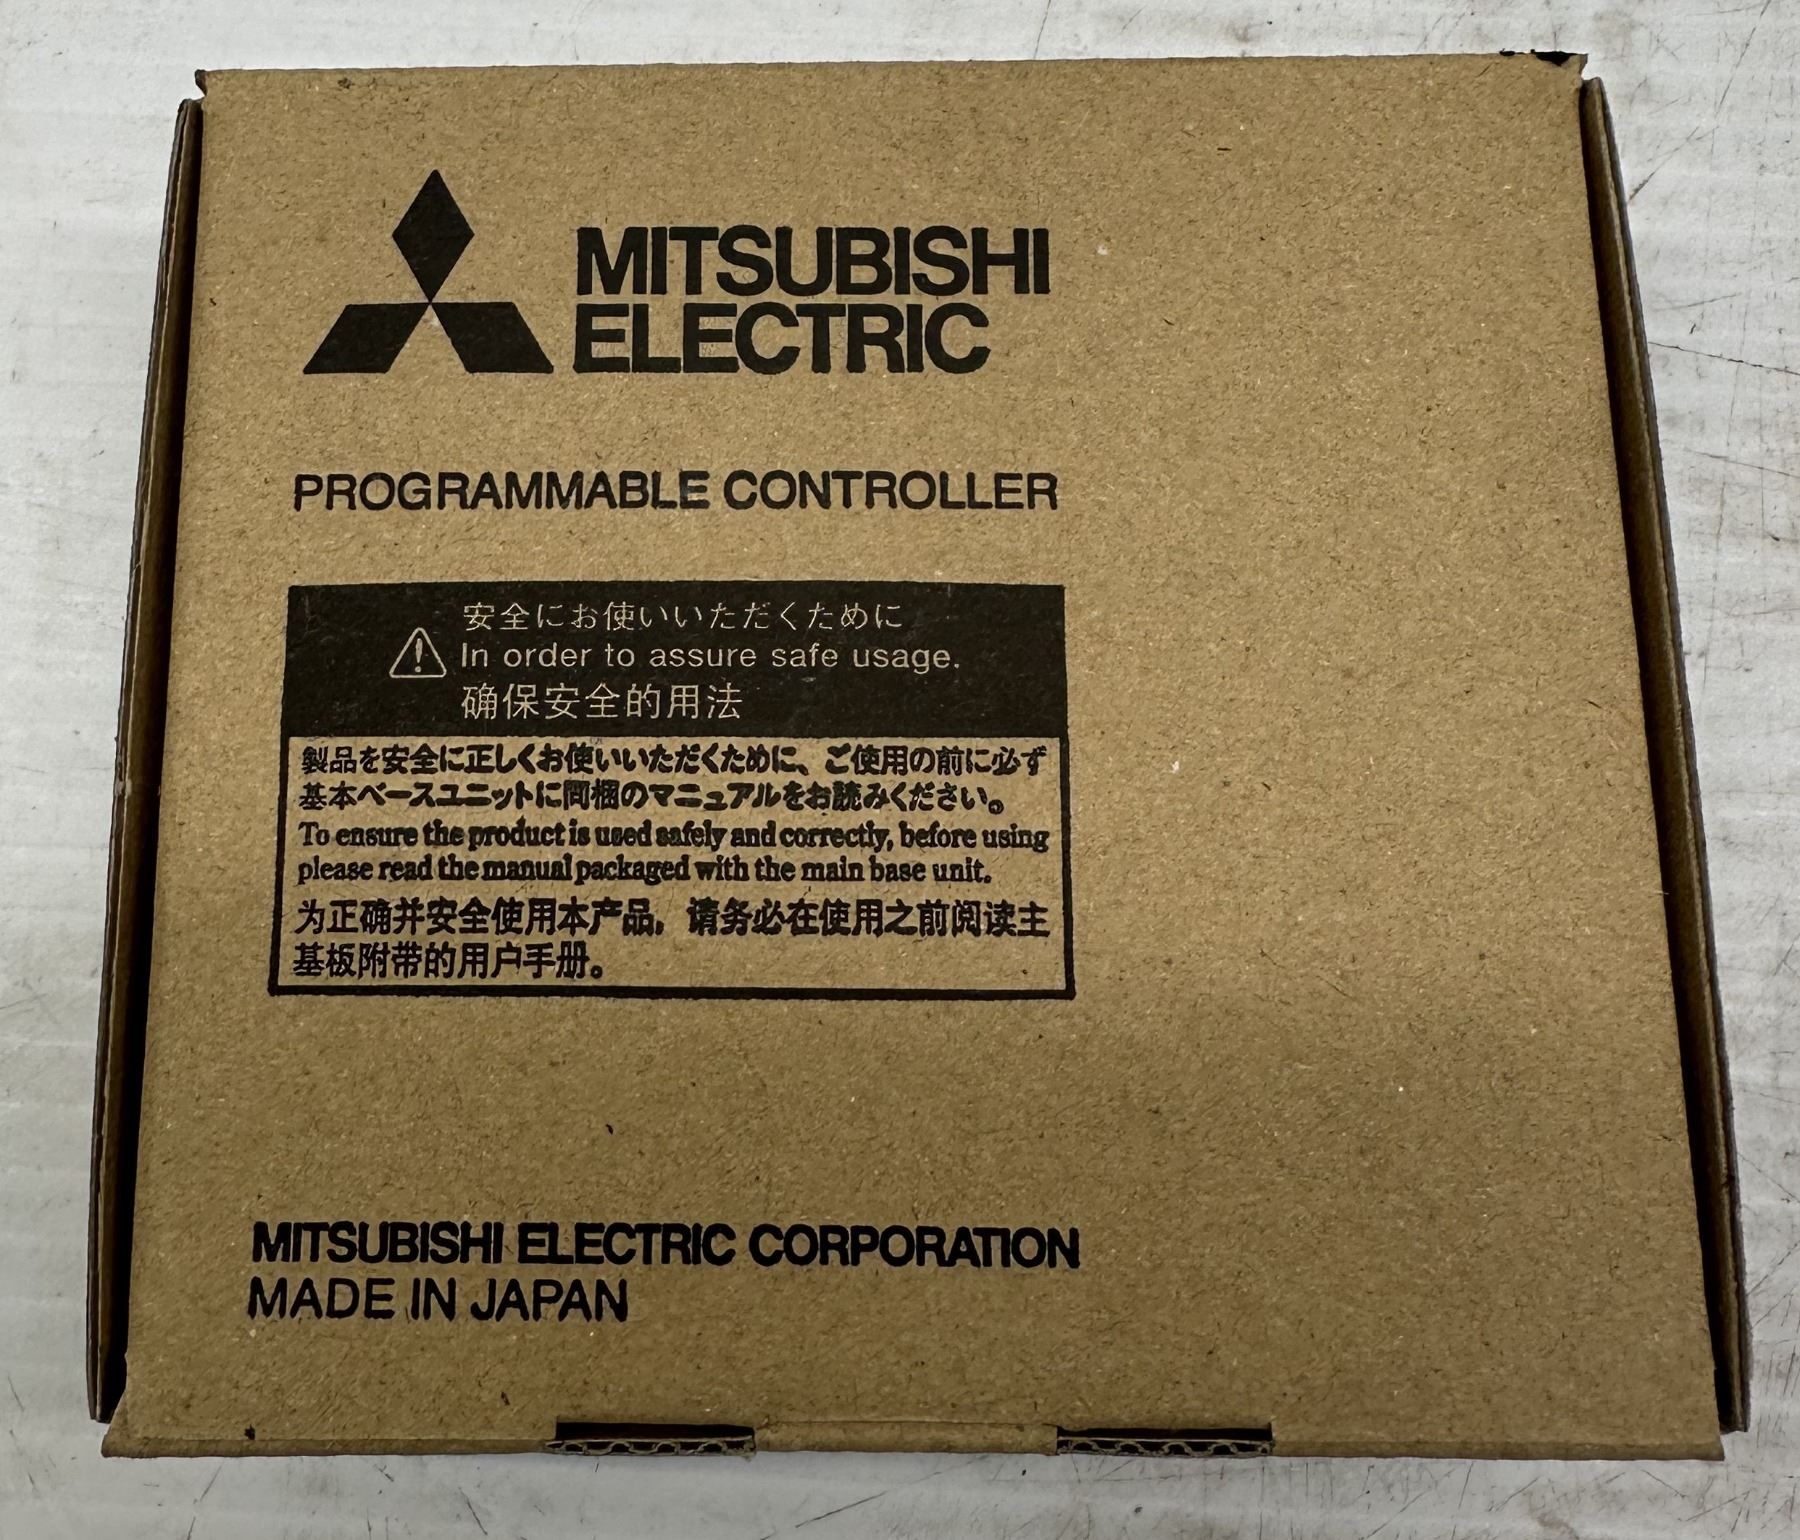 MITSUBISHI
ELECTRIC
PROGRAMMABLE CONTROLLER
安全にお使いいただくために
In order to assure safe usage.
确保安全的用法
製品を安全に正しくお使いいただくために、ご使用の前に必ず
基本ベースユニットに同梱のマニュアルをお読みください。
To ensure the product is used safely and correctly, before using
please read the manual packaged with the main base unit.
为正确并安全使用本产品，请务必在使用之前阅读主
基板附带的用户手册。
MITSUBISHI ELECTRIC CORPORATION
MADE IN JAPAN